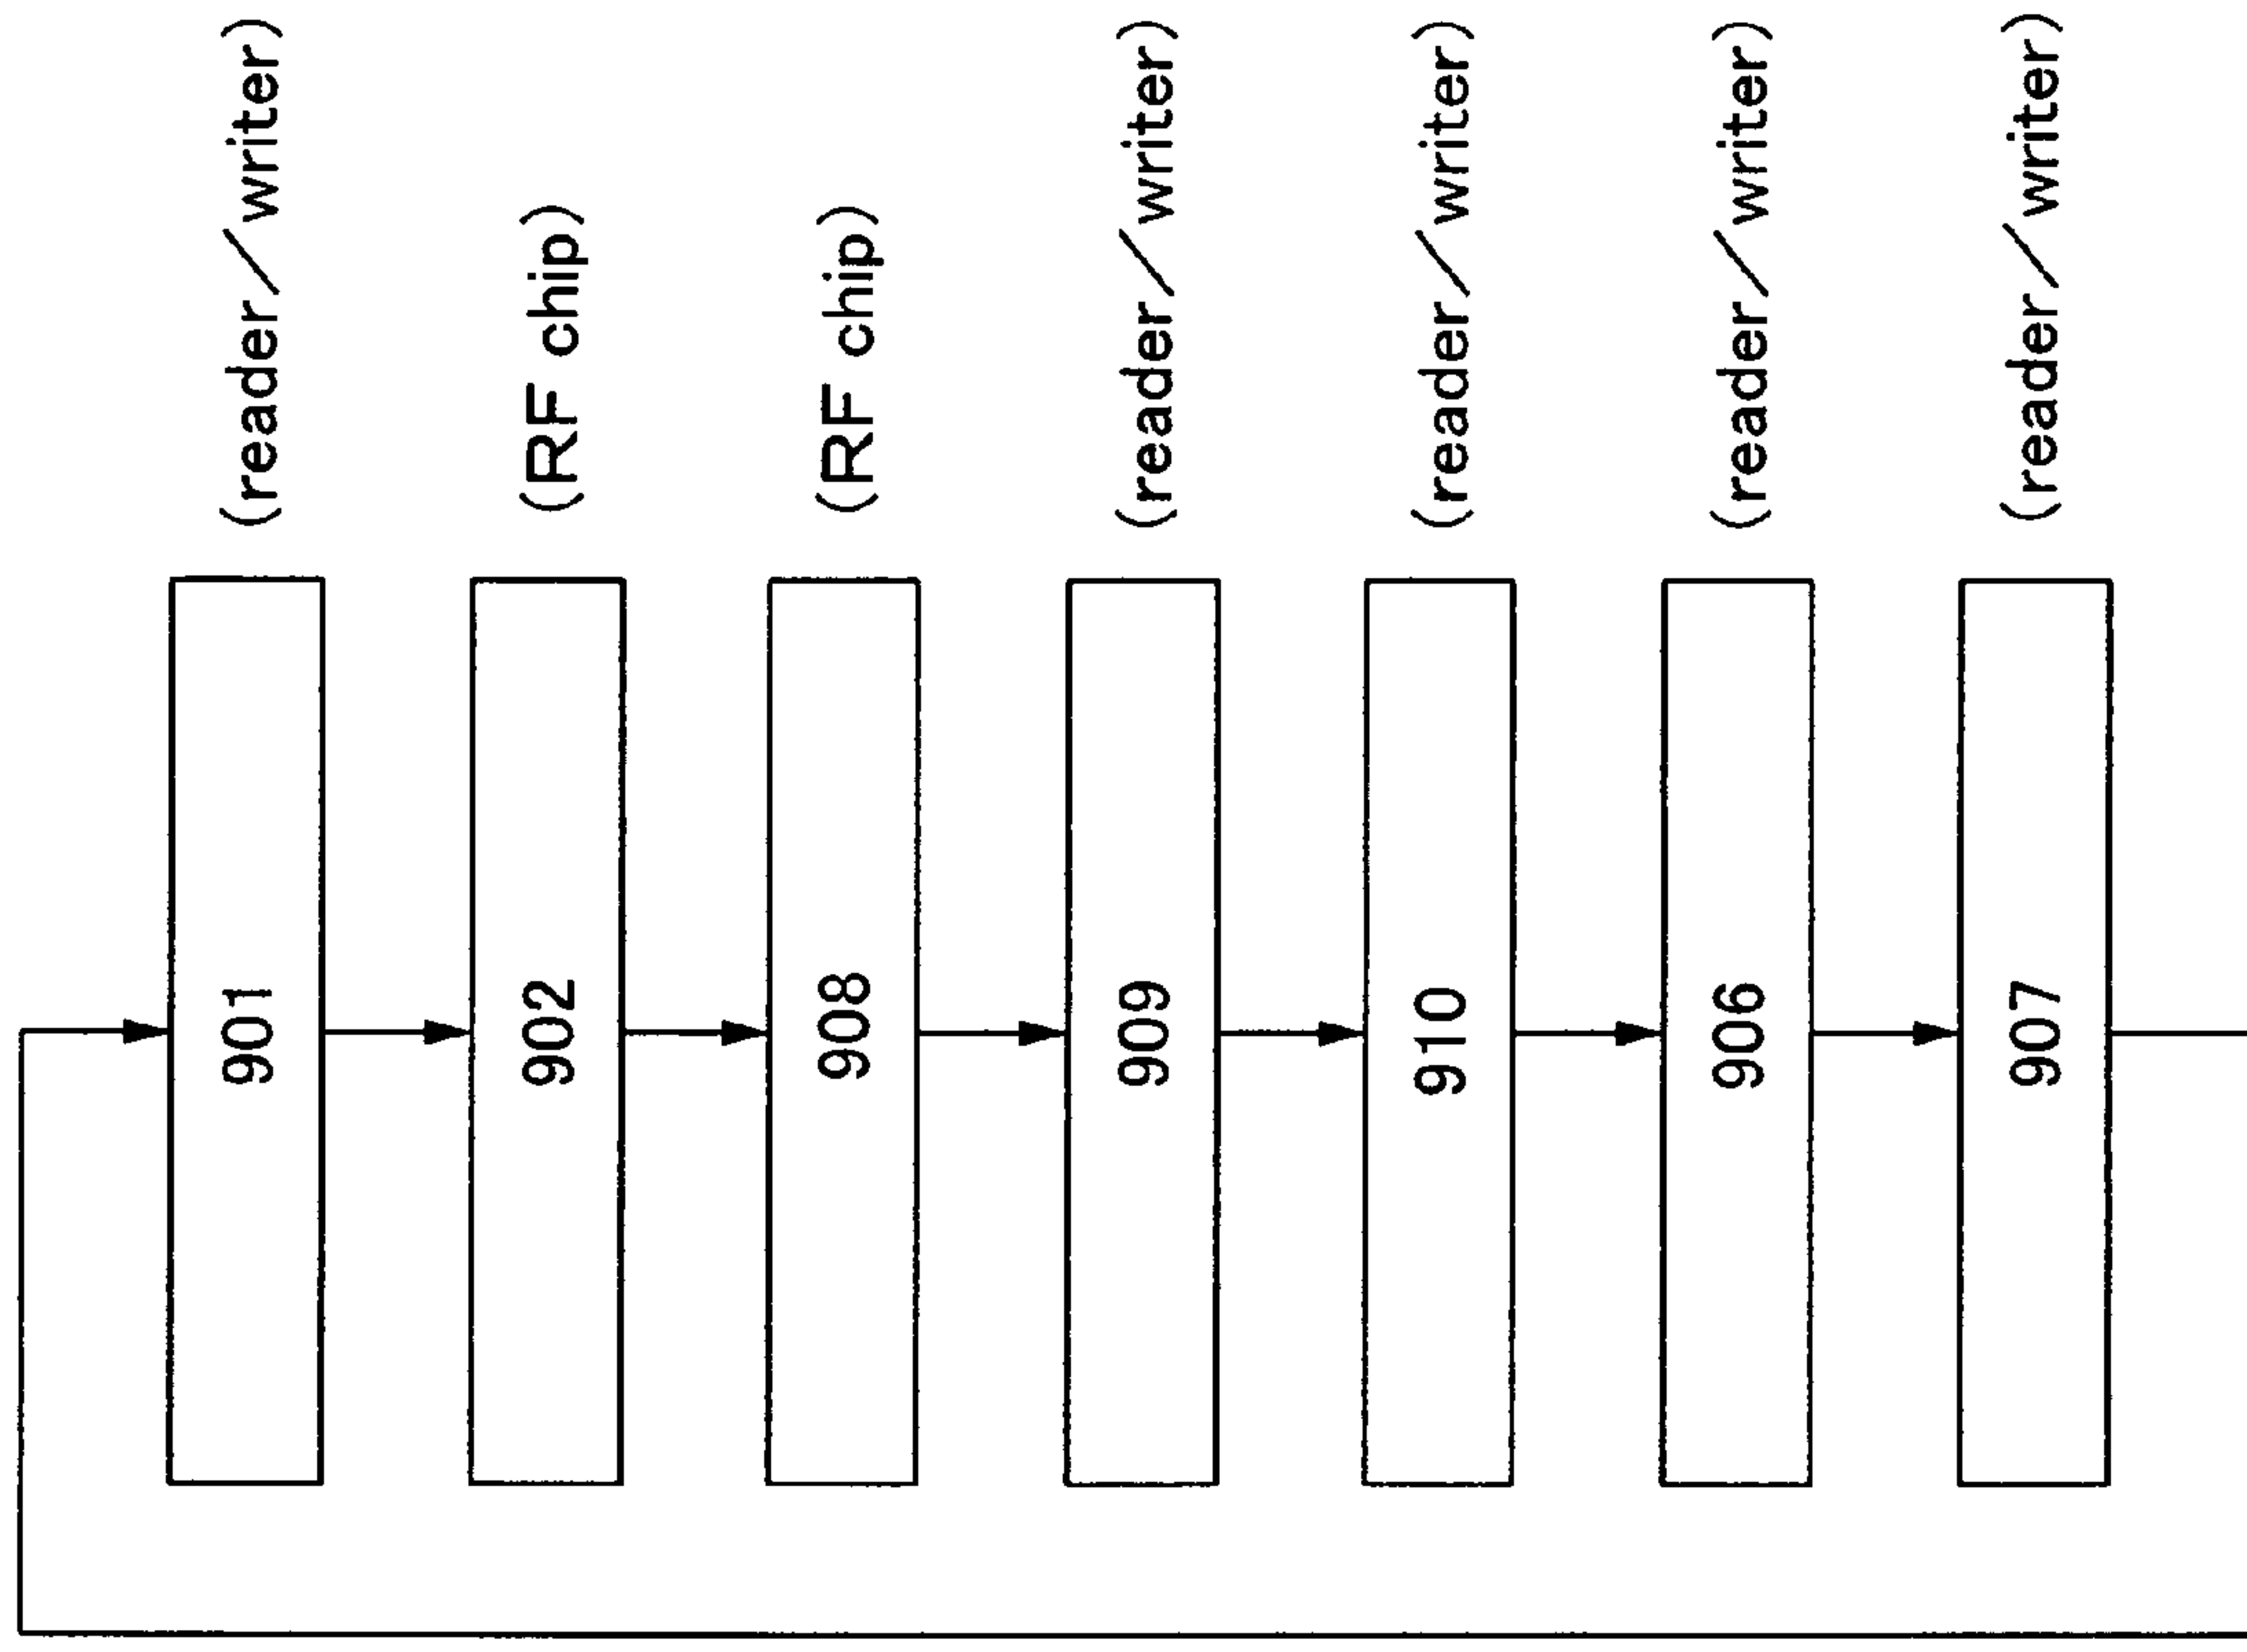 901 (reader/writer)
902 (RF chip)
908 (RF chip)
909 (reader/writer)
910 (reader/writer)
906 (reader/writer)
907 (reader/writer)